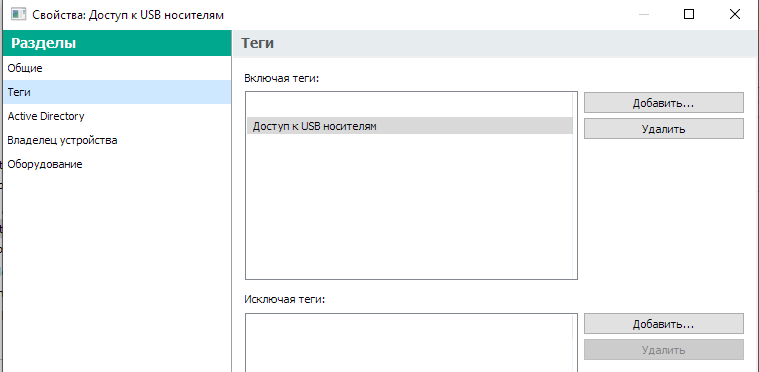 Свойства: Доступ к USB носителям
Разделы
Общие
Теги
Active Directory
Владелец устройства
Оборудование
Теги
Включая теги:
Доступ к USB носителям
Добавить...
Удалить
Исключая теги:
Добавить...
Удалить